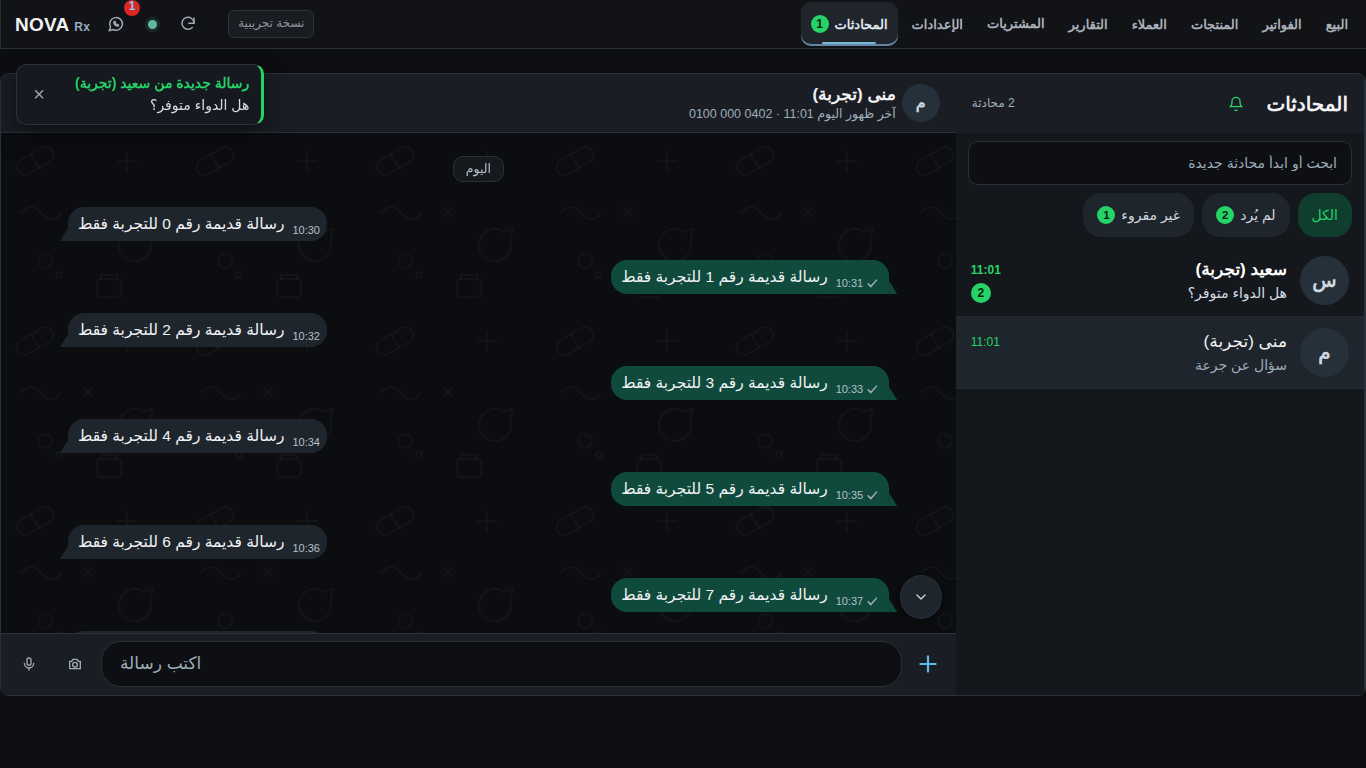 البيع
الفواتير
المنتجات
العملاء
المشتريات
التقارير
الإعدادات
المحادثات 1
نسخة تجريبية
1
NOVA Rx
رسالة جديدة من سعيد (تجربة)
هل الدواء متوفر؟
المحادثات
2 محادثة
ابحث أو ابدأ محادثة جديدة
الكل
لم يُرد 2
غير مقروء 1
س
سعيد (تجربة)
11:01
هل الدواء متوفر؟
2
م
منى (تجربة)
11:01
سؤال عن جرعة
م
منى (تجربة)
آخر ظهور اليوم 11:01 · 0402 000 0100
اليوم
رسالة قديمة رقم 0 للتجربة فقط 10:30
رسالة قديمة رقم 1 للتجربة فقط 10:31
رسالة قديمة رقم 2 للتجربة فقط 10:32
رسالة قديمة رقم 3 للتجربة فقط 10:33
رسالة قديمة رقم 4 للتجربة فقط 10:34
رسالة قديمة رقم 5 للتجربة فقط 10:35
رسالة قديمة رقم 6 للتجربة فقط 10:36
رسالة قديمة رقم 7 للتجربة فقط 10:37
اكتب رسالة